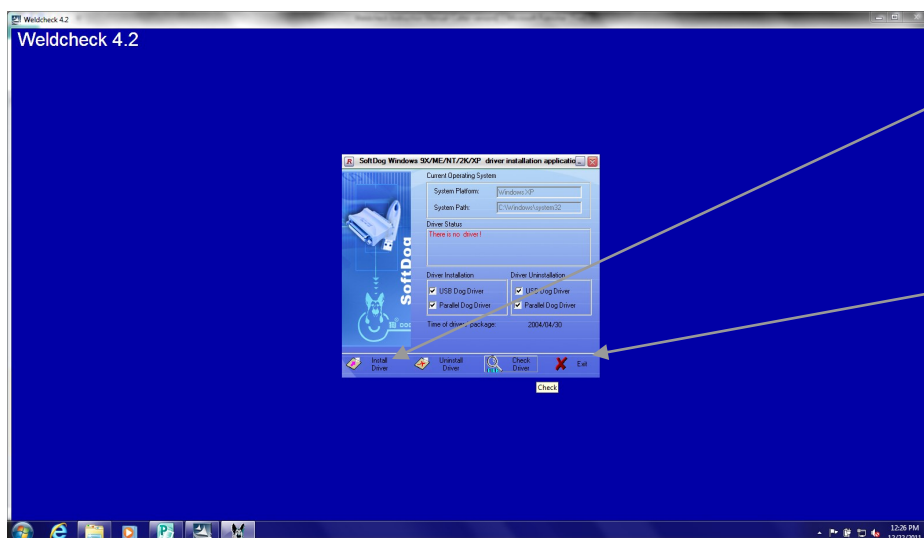 Weldcheck 4.2
Weldcheck 4.2
SoftDog Windows 9X/ME/NT/2K/XP driver installation applicatio
Current Operating System
System Platform: Windows XP
System Path: C:\Windows\system32
Driver Status
There is no driver!
SoftDog
Driver Installation Driver Uninstallation
USB Dog Driver USB Dog Driver
Parallel Dog Driver Parallel Dog Driver
Time of drivers package: 2004/04/30
Install Driver
Uninstall Driver
Check Driver
Exit
Check
12:26 PM